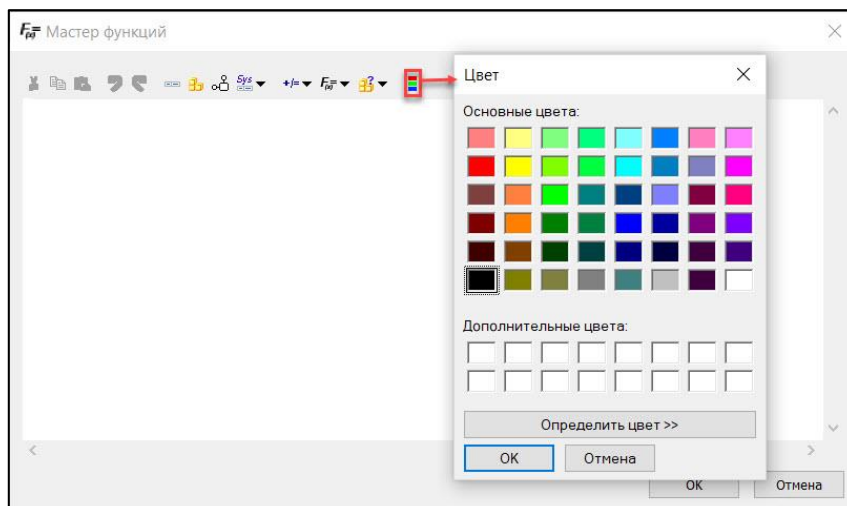 F(x)= Мастер функций
Sys +/= F(x)= ?
Цвет
Основные цвета:
Дополнительные цвета:
Определить цвет >>
OK Отмена
OK Отмена